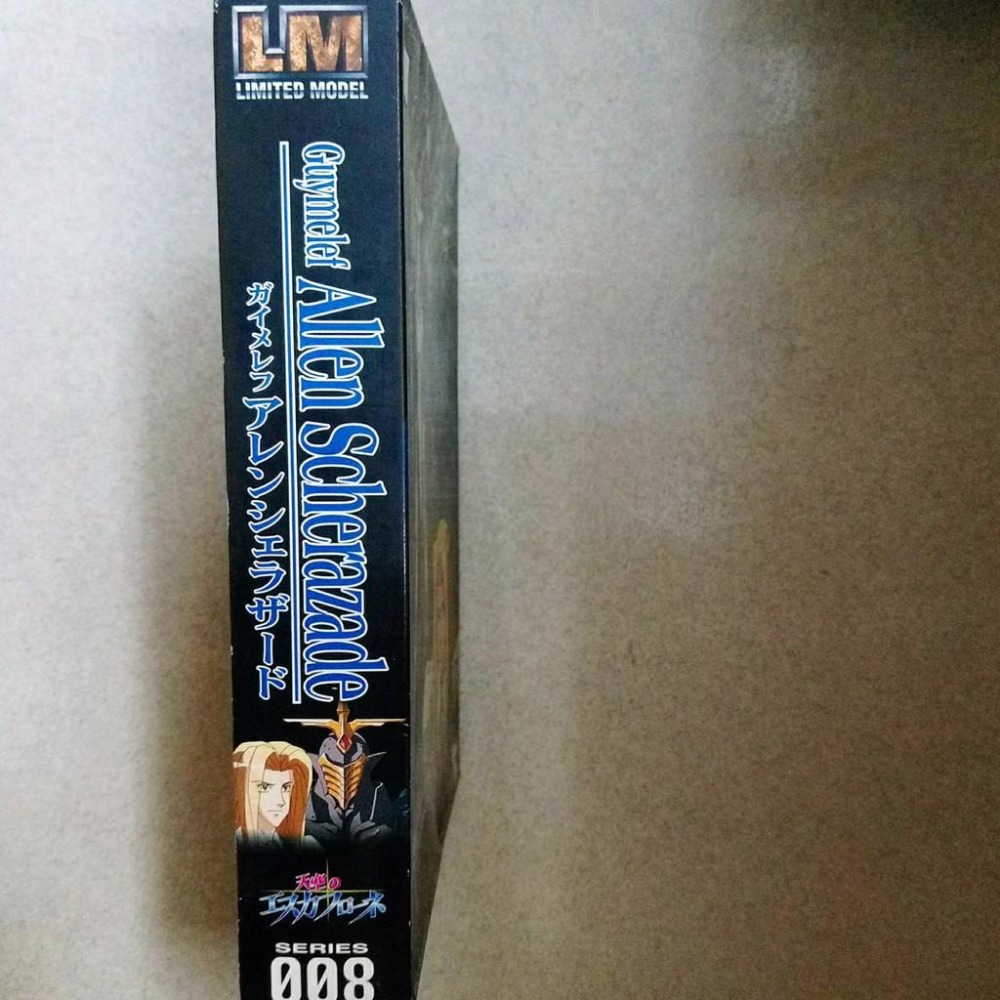 LM
LIMITED MODEL
Guymelef Allen Scherazade
ガイメレフ アレンシェラザード
天空の
エスカフローネ
SERIES
008